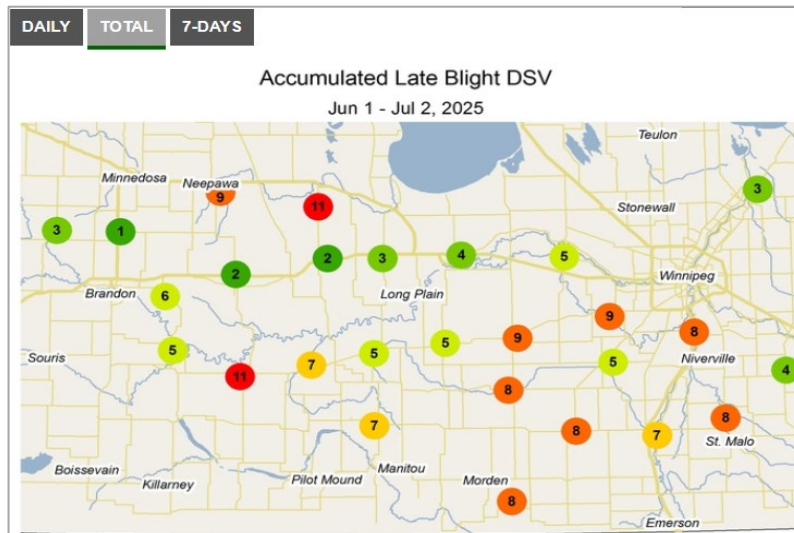 DAILY TOTAL 7-DAYS
Accumulated Late Blight DSV
Jun 1 - Jul 2, 2025
Teulon
Minnedosa
Neepawa
9
3
11
Stonewall
3
1
5
4
2
3
2
Winnipeg
Brandon
6
Long Plain
9
8
9
5
5
5
Souris
Niverville
7
5
4
11
8
8
7
8
7
St. Malo
Boissevain
Killarney
Pilot Mound
Manitou
Morden
8
Emerson